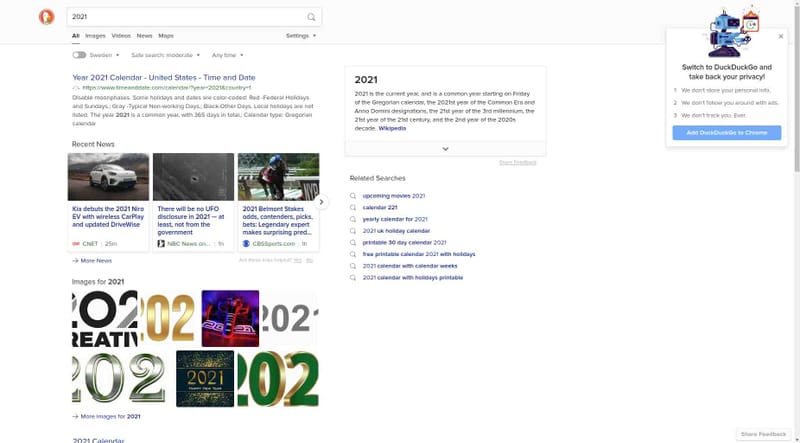 2021
All Images Videos News Maps Settings
Sweden Safe search: moderate Any time
Year 2021 Calendar - United States - Time and Date
https://www.timeanddate.com/calendar/?year=2021&country=1
Disable moonphases. Some holidays and dates are color-coded: Red -Federal Holidays
and Sundays.; Gray -Typical Non-working Days.; Black-Other Days. Local holidays are not
listed. The year 2021 is a common year, with 365 days in total.; Calendar type: Gregorian
calendar
Recent News
Kia debuts the 2021 Niro
EV with wireless CarPlay
and updated DriveWise
CNET 25m
There will be no UFO
disclosure in 2021 — at
least, not from the
government
NBC News on... 1h
2021 Belmont Stakes
odds, contenders, picks,
bets: Legendary expert
makes surprising pred...
CBSSports.com 1h
More News
Are these links helpful? Yes No
Images for 2021
202
CREATIV
202
2021
2021
202
2021
HAPPY NEW YEAR
202
More Images for 2021
2021 Calendar
2021
2021 is the current year, and is a common year starting on Friday
of the Gregorian calendar, the 2021st year of the Common Era and
Anno Domini designations, the 21st year of the 3rd millennium, the
21st year of the 21st century, and the 2nd year of the 2020s
decade. Wikipedia
Share Feedback
Related Searches
upcoming movies 2021
calendar 221
yearly calendar for 2021
2021 uk holiday calendar
printable 30 day calendar 2021
free printable calendar 2021 with holidays
2021 calendar with calendar weeks
2021 calendar with holidays printable
Switch to DuckDuckGo and
take back your privacy!
1 We don't store your personal info.
2 We don't follow you around with ads.
3 We don't track you. Ever.
Add DuckDuckGo to Chrome
Share Feedback